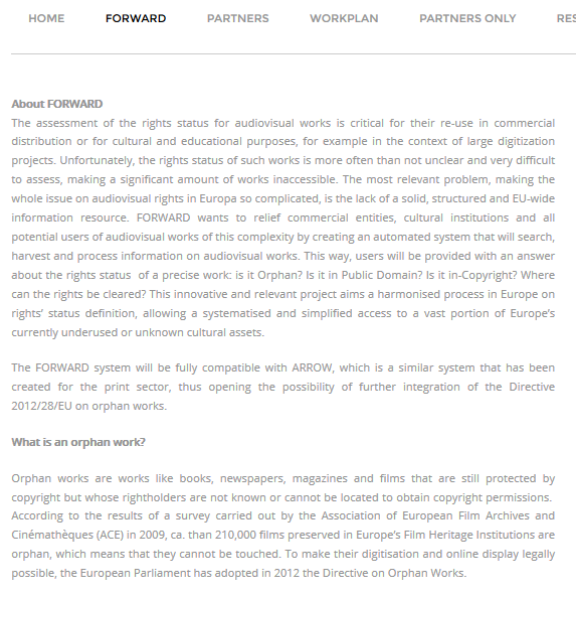 HOME FORWARD PARTNERS WORKPLAN PARTNERS ONLY RES
About FORWARD
The assessment of the rights status for audiovisual works is critical for their re-use in commercial
distribution or for cultural and educational purposes, for example in the context of large digitization
projects. Unfortunately, the rights status of such works is more often than not unclear and very difficult
to assess, making a significant amount of works inaccessible. The most relevant problem, making the
whole issue on audiovisual rights in Europa so complicated, is the lack of a solid, structured and EU-wide
information resource. FORWARD wants to relief commercial entities, cultural institutions and all
potential users of audiovisual works of this complexity by creating an automated system that will search,
harvest and process information on audiovisual works. This way, users will be provided with an answer
about the rights status of a precise work: is it Orphan? Is it in Public Domain? Is it in-Copyright? Where
can the rights be cleared? This innovative and relevant project aims a harmonised process in Europe on
rights' status definition, allowing a systematised and simplified access to a vast portion of Europe's
currently underused or unknown cultural assets.
The FORWARD system will be fully compatible with ARROW, which is a similar system that has been
created for the print sector, thus opening the possibility of further integration of the Directive
2012/28/EU on orphan works.
What is an orphan work?
Orphan works are works like books, newspapers, magazines and films that are still protected by
copyright but whose rightholders are not known or cannot be located to obtain copyright permissions.
According to the results of a survey carried out by the Association of European Film Archives and
Cinémathèques (ACE) in 2009, ca. than 210,000 films preserved in Europe's Film Heritage Institutions are
orphan, which means that they cannot be touched. To make their digitisation and online display legally
possible, the European Parliament has adopted in 2012 the Directive on Orphan Works.